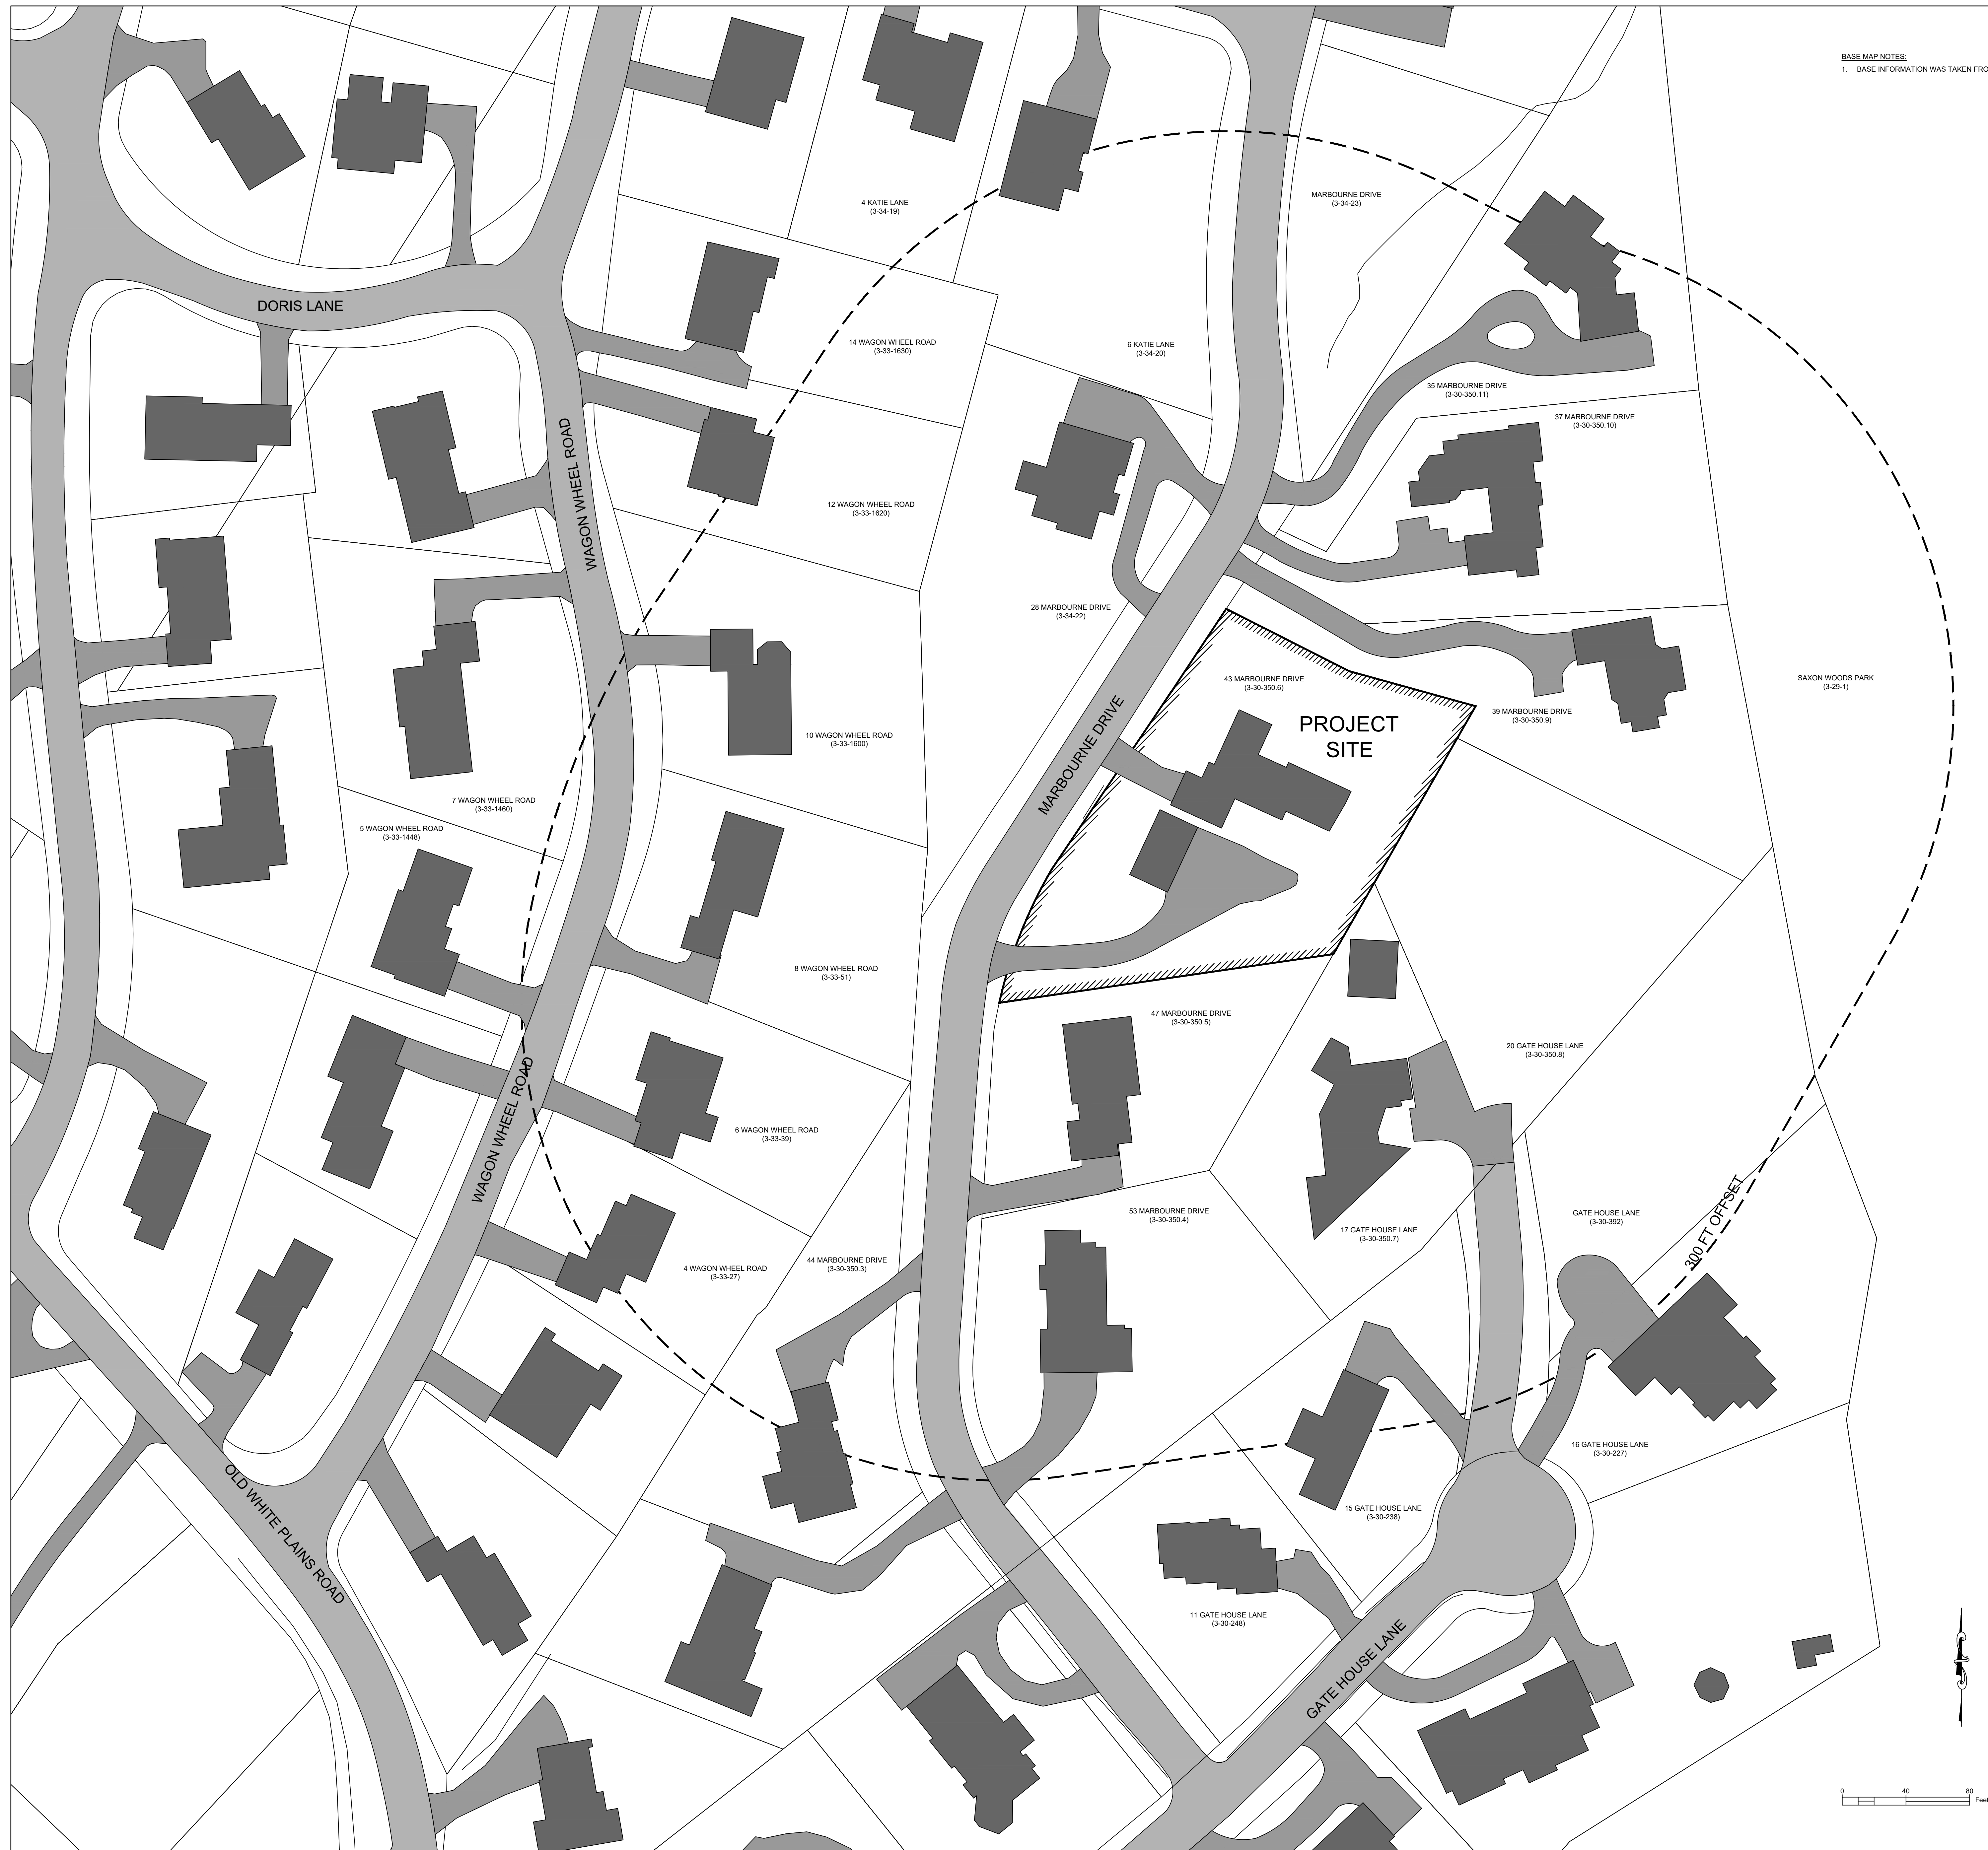 BASE MAP NOTES:
1. BASE INFORMATION WAS TAKEN FRO
4 KATIE LANE
(3-34-19)
MARBOURNE DRIVE
(3-34-23)
DORIS LANE
14 WAGON WHEEL ROAD
(3-33-1630)
6 KATIE LANE
(3-34-20)
35 MARBOURNE DRIVE
(3-30-350.11)
37 MARBOURNE DRIVE
(3-30-350.10)
WAGON WHEEL ROAD
12 WAGON WHEEL ROAD
(3-33-1620)
28 MARBOURNE DRIVE
(3-34-22)
43 MARBOURNE DRIVE
(3-30-350.6)
SAXON WOODS PARK
(3-29-1)
39 MARBOURNE DRIVE
(3-30-350.9)
PROJECT
SITE
MARBOURNE DRIVE
10 WAGON WHEEL ROAD
(3-33-1600)
7 WAGON WHEEL ROAD
(3-33-1460)
5 WAGON WHEEL ROAD
(3-33-1448)
8 WAGON WHEEL ROAD
(3-33-51)
47 MARBOURNE DRIVE
(3-30-350.5)
20 GATE HOUSE LANE
(3-30-350.8)
WAGON WHEEL ROAD
6 WAGON WHEEL ROAD
(3-33-39)
53 MARBOURNE DRIVE
(3-30-350.4)
GATE HOUSE LANE
(3-30-392)
17 GATE HOUSE LANE
(3-30-350.7)
300 FT OFFSET
4 WAGON WHEEL ROAD
(3-33-27)
44 MARBOURNE DRIVE
(3-30-350.3)
16 GATE HOUSE LANE
(3-30-227)
OLD WHITE PLAINS ROAD
15 GATE HOUSE LANE
(3-30-238)
11 GATE HOUSE LANE
(3-30-248)
GATE HOUSE LANE
0 40 80
Feet